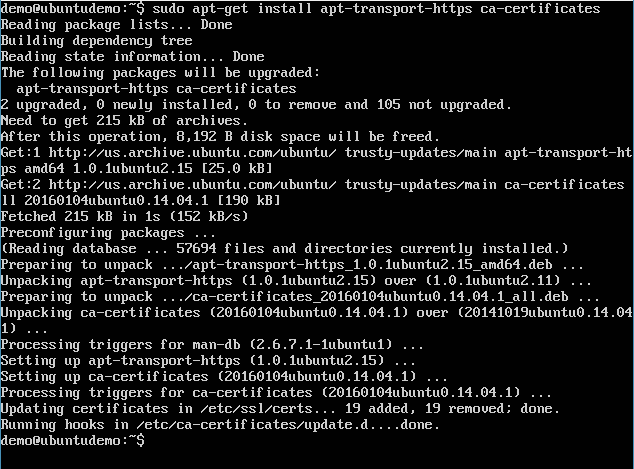 demo@ubuntudemo:~$ sudo apt-get install apt-transport-https ca-certificates
Reading package lists... Done
Building dependency tree
Reading state information... Done
The following packages will be upgraded:
  apt-transport-https ca-certificates
2 upgraded, 0 newly installed, 0 to remove and 105 not upgraded.
Need to get 215 kB of archives.
After this operation, 8,192 B disk space will be freed.
Get:1 http://us.archive.ubuntu.com/ubuntu/ trusty-updates/main apt-transport-ht
ps amd64 1.0.1ubuntu2.15 [25.0 kB]
Get:2 http://us.archive.ubuntu.com/ubuntu/ trusty-updates/main ca-certificates
ll 20160104ubuntu0.14.04.1 [190 kB]
Fetched 215 kB in 1s (152 kB/s)
Preconfiguring packages ...
(Reading database ... 57694 files and directories currently installed.)
Preparing to unpack .../apt-transport-https_1.0.1ubuntu2.15_amd64.deb ...
Unpacking apt-transport-https (1.0.1ubuntu2.15) over (1.0.1ubuntu2.11) ...
Preparing to unpack .../ca-certificates_20160104ubuntu0.14.04.1_all.deb ...
Unpacking ca-certificates (20160104ubuntu0.14.04.1) over (20141019ubuntu0.14.04
1) ...
Processing triggers for man-db (2.6.7.1-1ubuntu1) ...
Setting up apt-transport-https (1.0.1ubuntu2.15) ...
Setting up ca-certificates (20160104ubuntu0.14.04.1) ...
Processing triggers for ca-certificates (20160104ubuntu0.14.04.1) ...
Updating certificates in /etc/ssl/certs... 19 added, 19 removed; done.
Running hooks in /etc/ca-certificates/update.d....done.
demo@ubuntudemo:~$